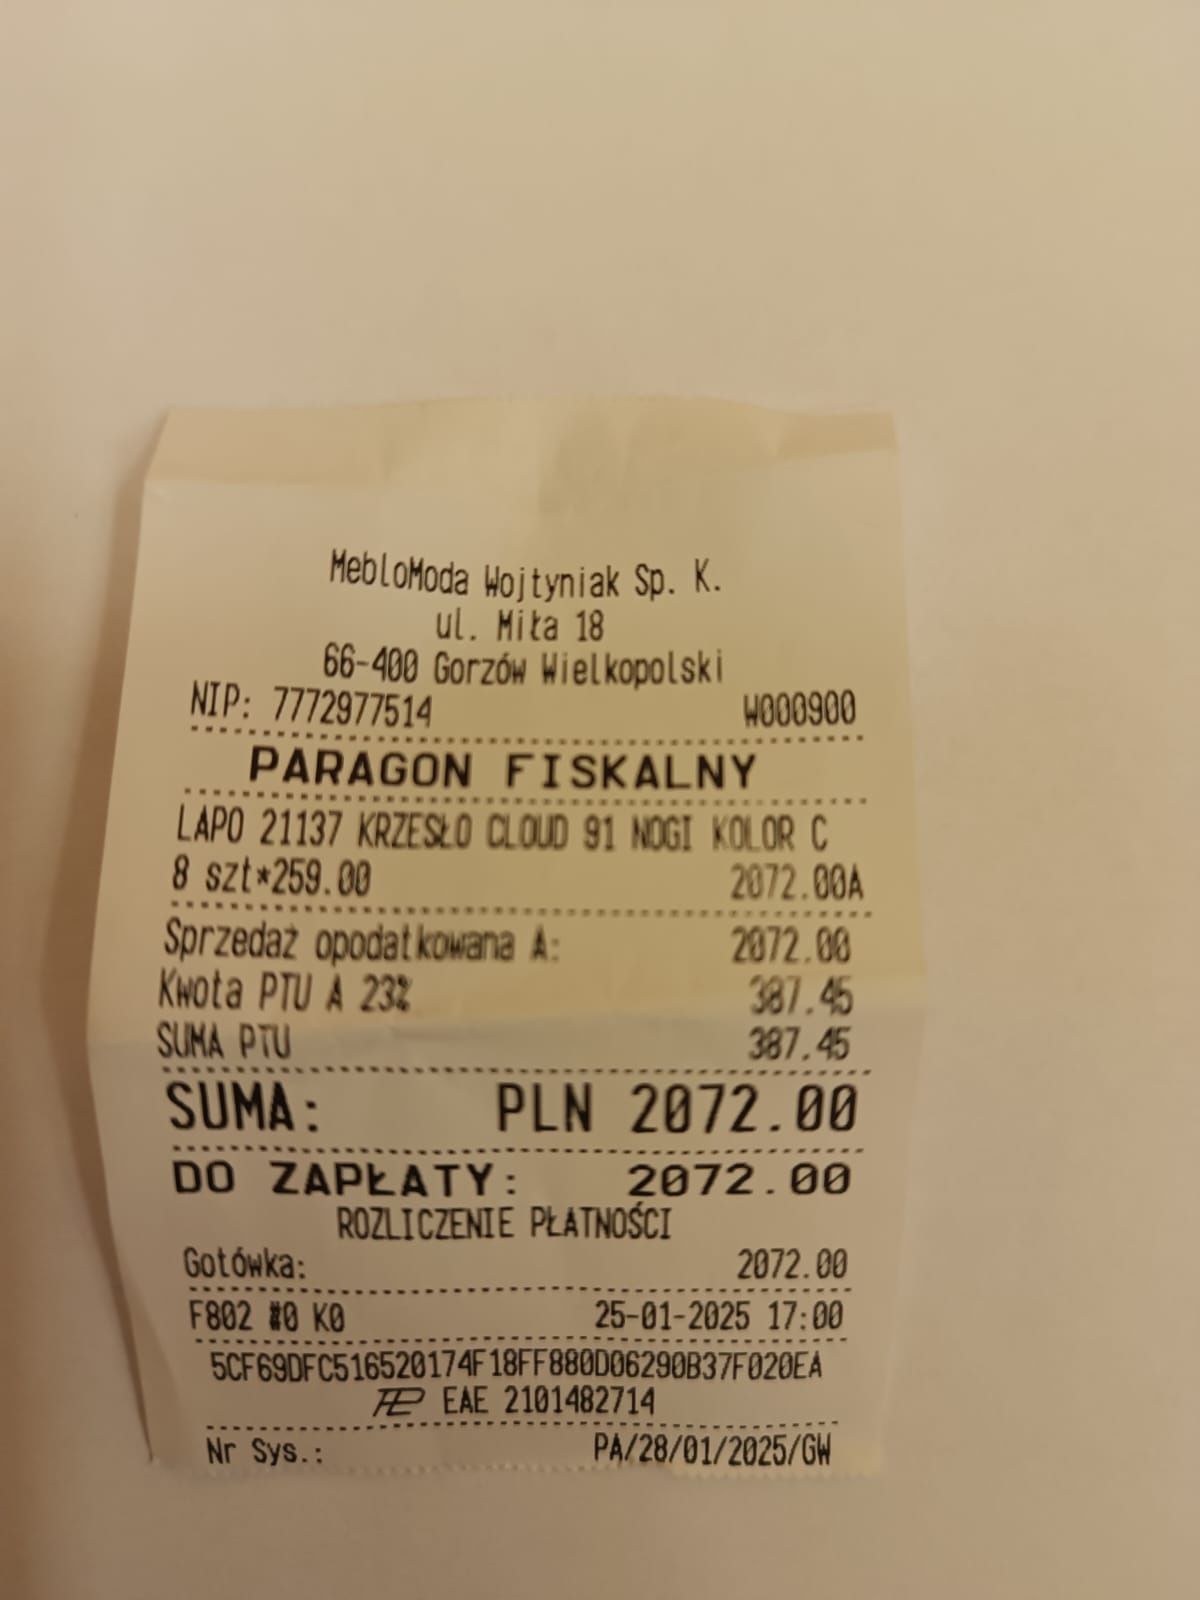 MebloModa Wojtyniak Sp. K.
ul. Miła 18
66-400 Gorzów Wielkopolski
NIP: 7772977514 W000900
PARAGON FISKALNY
LAPO 21137 KRZESŁO CLOUD 91 NOGI KOLOR C
8 szt*259.00 2072.00A
Sprzedaż opodatkowana A: 2072.00
Kwota PTU A 23% 387.45
SUMA PTU 387.45
SUMA: PLN 2072.00
DO ZAPŁATY: 2072.00
ROZLICZENIE PŁATNOŚCI
Gotówka: 2072.00
F802 #0 K0 25-01-2025 17:00
5CF69DFC516520174F18FF880D06290B37F020EA
EAE 2101482714
Nr Sys.: PA/28/01/2025/GW